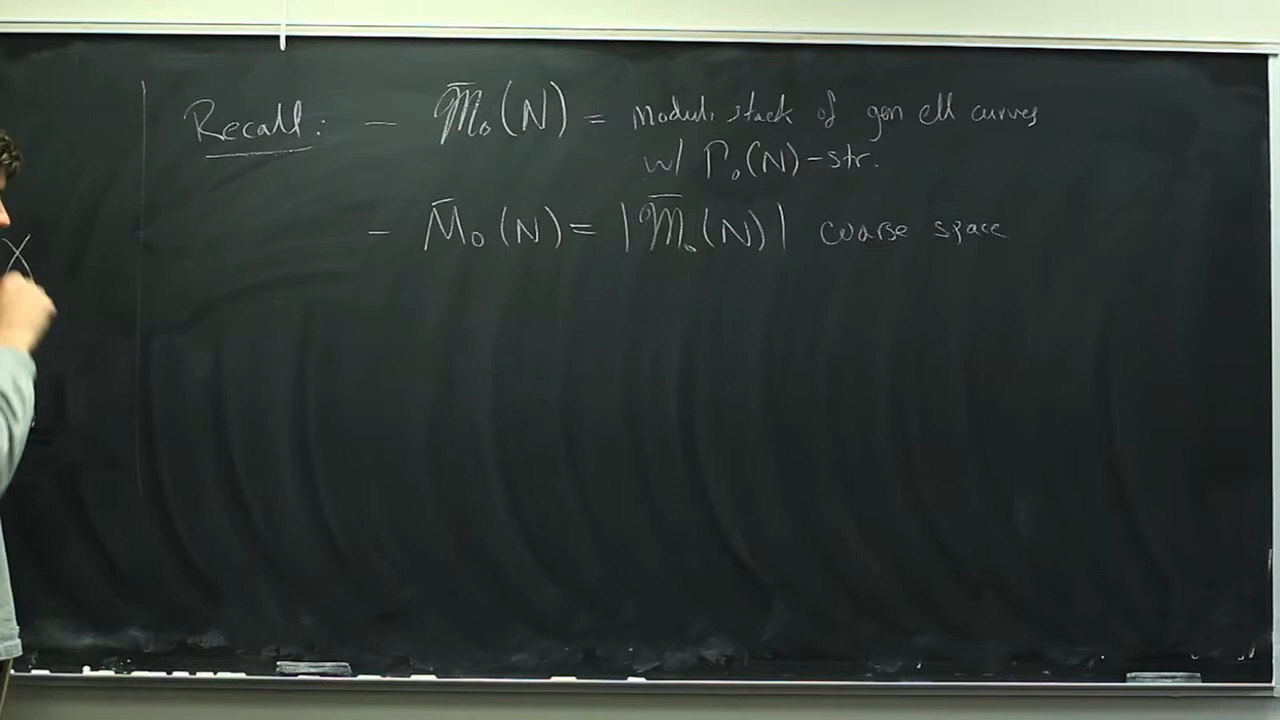 X
Recall: - M̄₀(N) = Moduli stack of gen ell curves
w/ Γ₀(N)-str.
- M̄₀(N) = |M̄₀(N)| coarse space